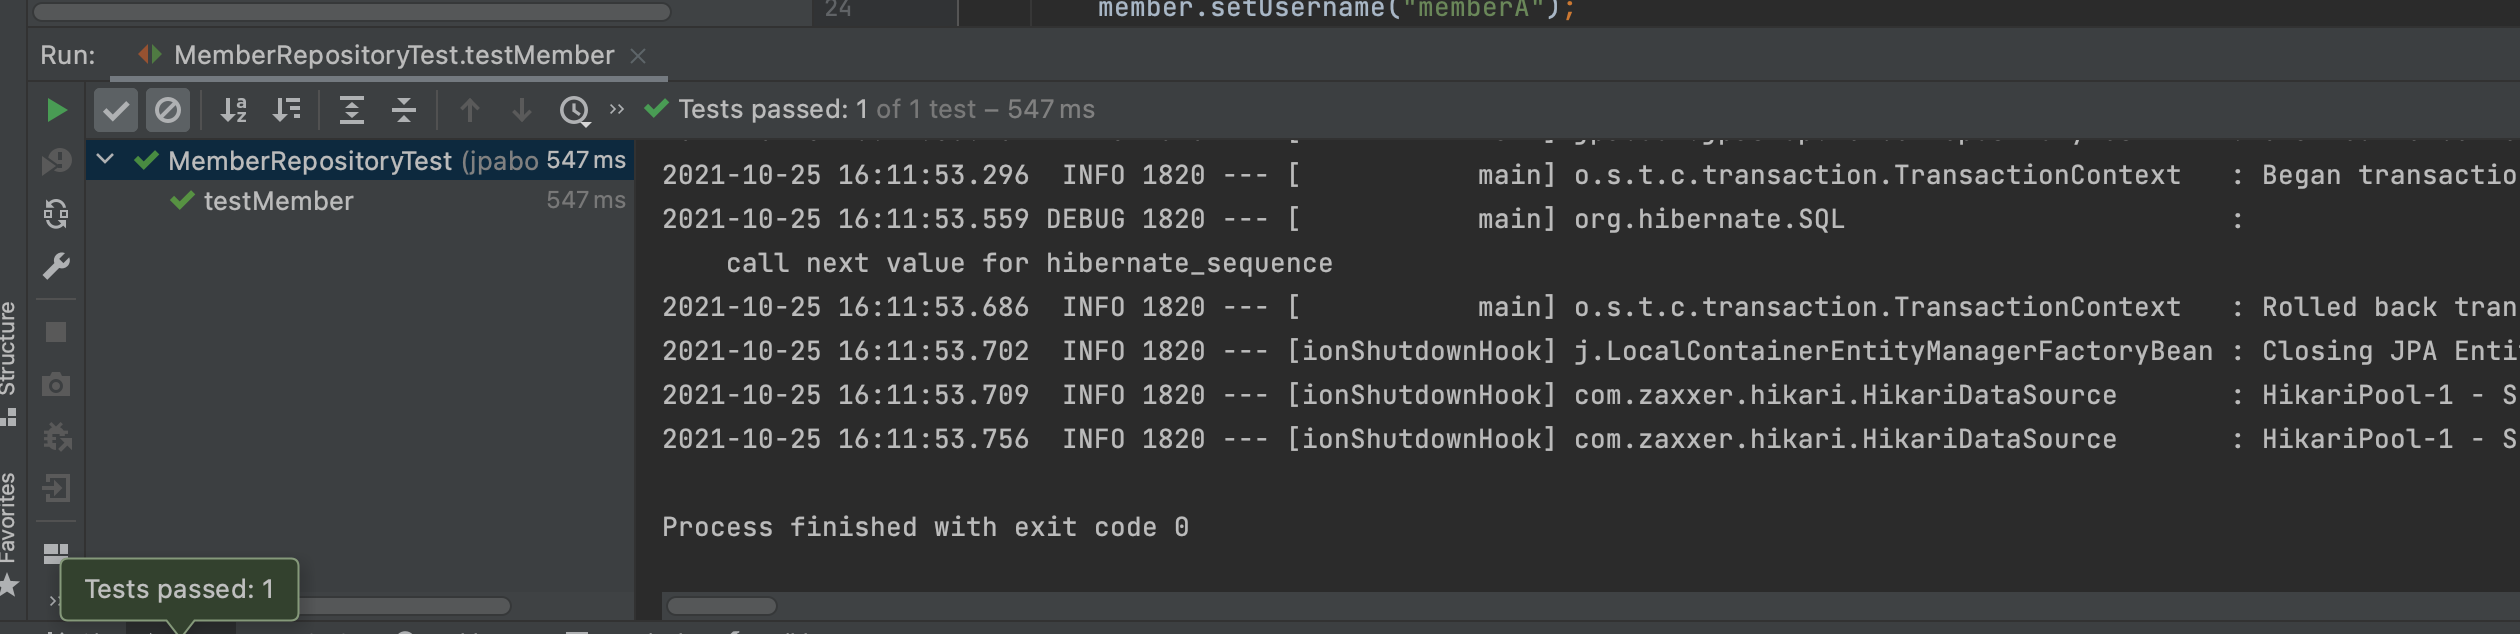 24 member.setUsername("memberA");
Run: MemberRepositoryTest.testMember
Tests passed: 1 of 1 test – 547 ms
MemberRepositoryTest (jpabo 547 ms
testMember 547 ms
2021-10-25 16:11:53.296  INFO 1820 --- [           main] o.s.t.c.transaction.TransactionContext   : Began transactio
2021-10-25 16:11:53.559 DEBUG 1820 --- [           main] org.hibernate.SQL                        :
call next value for hibernate_sequence
2021-10-25 16:11:53.686  INFO 1820 --- [           main] o.s.t.c.transaction.TransactionContext   : Rolled back tran
2021-10-25 16:11:53.702  INFO 1820 --- [ionShutdownHook] j.LocalContainerEntityManagerFactoryBean : Closing JPA Enti
2021-10-25 16:11:53.709  INFO 1820 --- [ionShutdownHook] com.zaxxer.hikari.HikariDataSource       : HikariPool-1 - S
2021-10-25 16:11:53.756  INFO 1820 --- [ionShutdownHook] com.zaxxer.hikari.HikariDataSource       : HikariPool-1 - S
Process finished with exit code 0
Structure
Favorites
Tests passed: 1